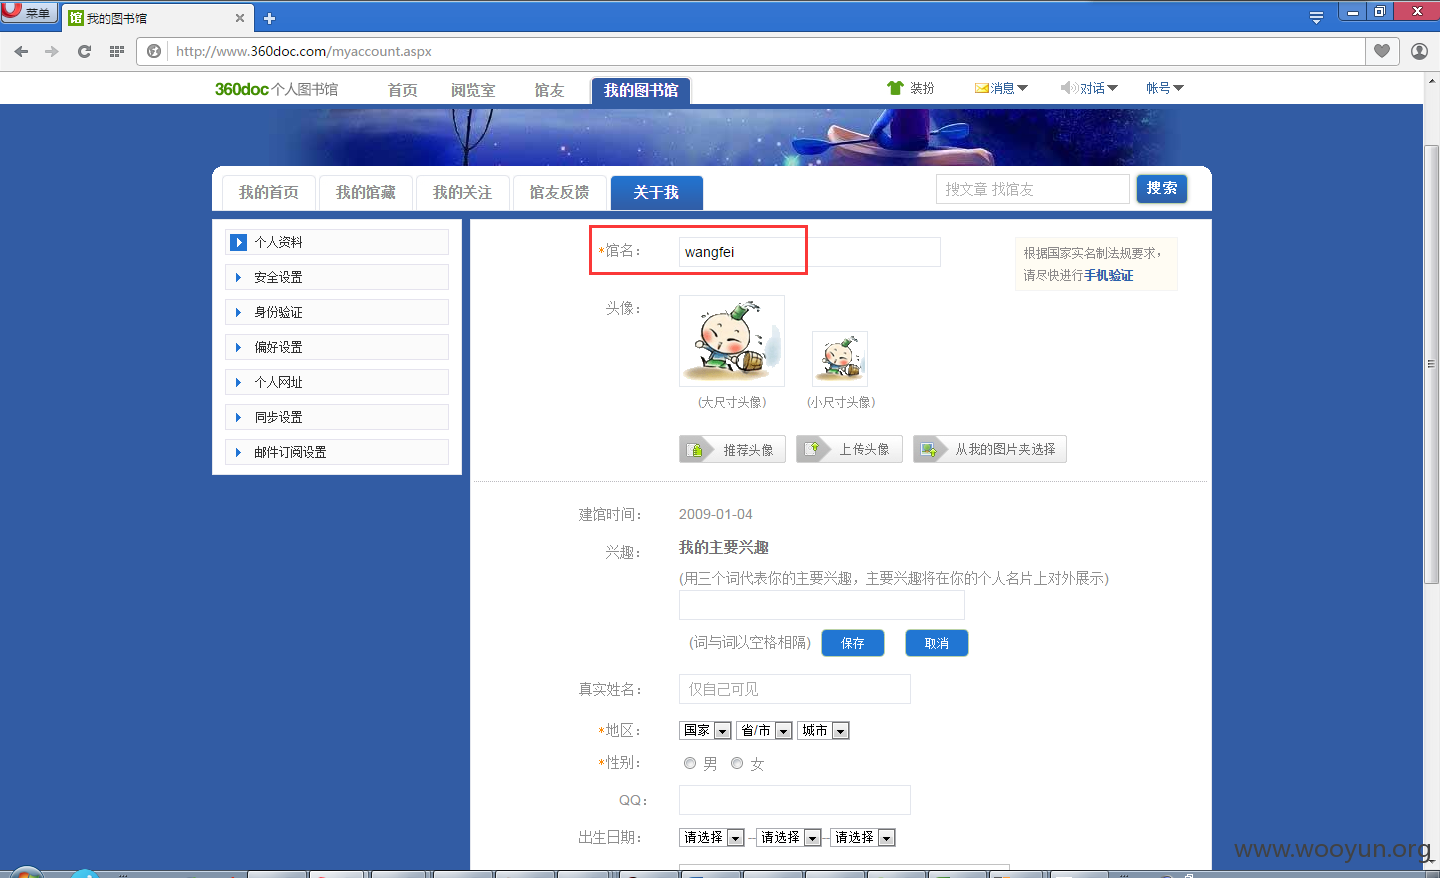 菜单
馆 我的图书馆
http://www.360doc.com/myaccount.aspx
360doc 个人图书馆 首页 阅览室 馆友 我的图书馆 装扮 消息 对话 帐号
我的首页 我的馆藏 我的关注 馆友反馈 关于我 搜文章 找馆友 搜索
个人资料
安全设置
身份验证
偏好设置
个人网址
同步设置
邮件订阅设置
*馆名： wangfei
根据国家实名制法规要求，
请尽快进行手机验证
头像：
(大尺寸头像) (小尺寸头像)
推荐头像 上传头像 从我的图片夹选择
建馆时间： 2009-01-04
兴趣： 我的主要兴趣
(用三个词代表你的主要兴趣，主要兴趣将在你的个人名片上对外展示)
(词与词以空格相隔) 保存 取消
真实姓名： 仅自己可见
*地区： 国家 省/市 城市
*性别： 男 女
QQ：
出生日期： 请选择 -- 请选择 -- 请选择
www.wooyun.org